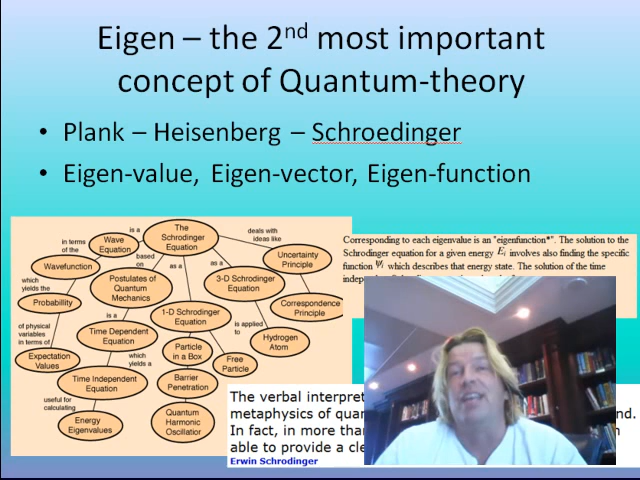 Eigen – the 2nd most important
concept of Quantum-theory
• Plank – Heisenberg – Schroedinger
• Eigen-value, Eigen-vector, Eigen-function
The
Schrodinger
Equation
is a
Wave
Equation
in terms
of the
Wavefunction
which
yields the
Probabillity
of physical
variables
in terms of
Expectation
Values
based
on
Postulates of
Quantum
Mechanics
is a
Time Dependent
Equation
which
yields a
Time Independent
Equation
useful for
calculating
Energy
Eigenvalues
as a
1-D Schrodinger
Equation
Particle
in a Box
Barrier
Penetration
Quantum
Harmonic
Oscillatior
Free
Particle
as a
3-D Schrodinger
Equation
is applied
to
Hydrogen
Atom
deals with
ideas like
Uncertainty
Principle
Correspondence
Principle
Corresponding to each eigenvalue is an "eigenfunction*". The solution to the
Schrodinger equation for a given energy Ei involves also finding the specific
function ψi which describes that energy state. The solution of the time
The verbal
metaphysics of
In fact, in more
able to provide a
Erwin Schrodinger